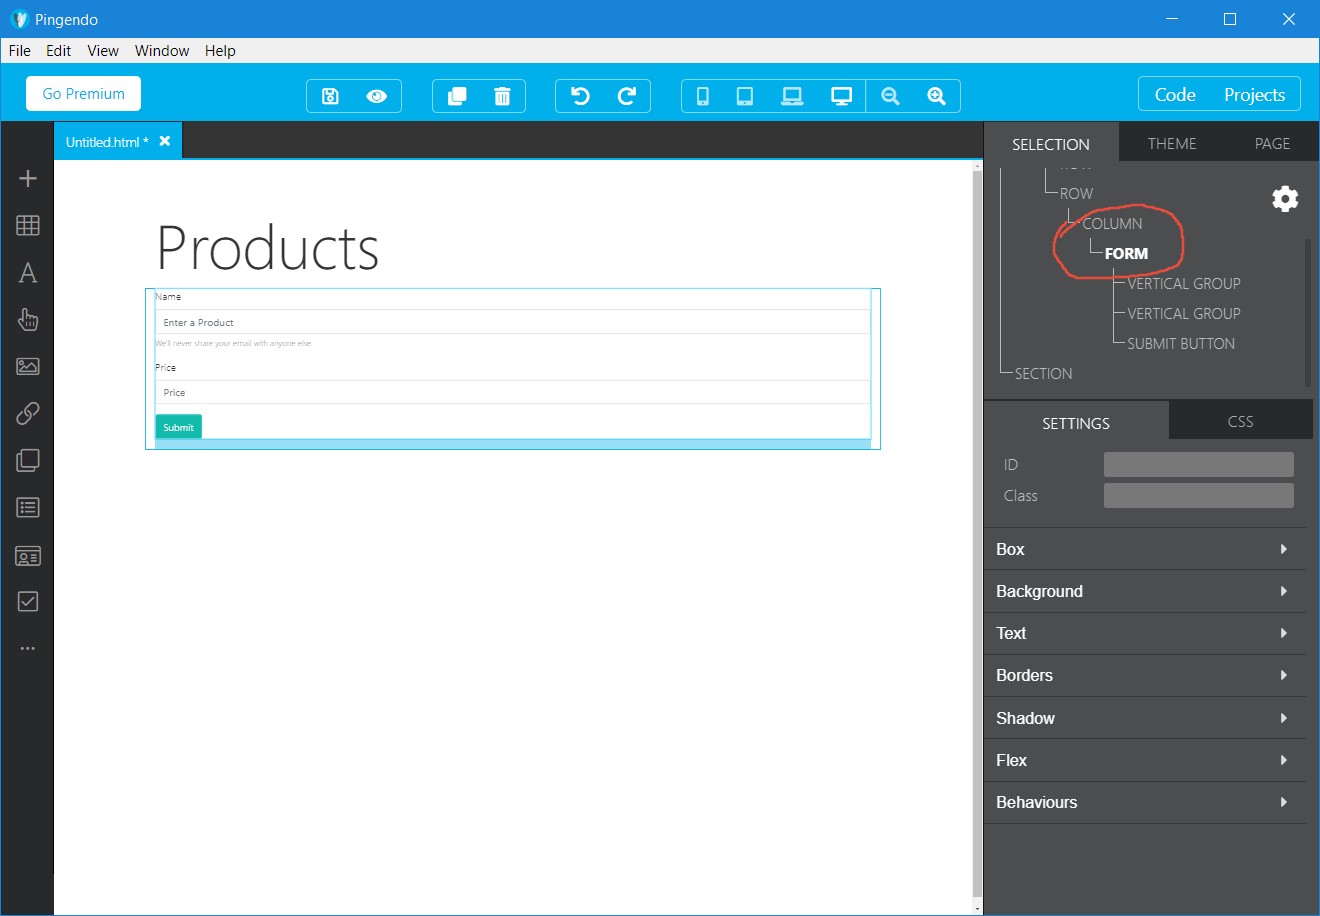 Pingendo
File Edit View Window Help
Go Premium
Code Projects
Untitled.html *
SELECTION THEME PAGE
ROW
COLUMN
FORM
VERTICAL GROUP
VERTICAL GROUP
SUBMIT BUTTON
SECTION
Products
Name
Enter a Product
We'll never share your email with anyone else.
Price
Price
Submit
SETTINGS CSS
ID
Class
Box
Background
Text
Borders
Shadow
Flex
Behaviours